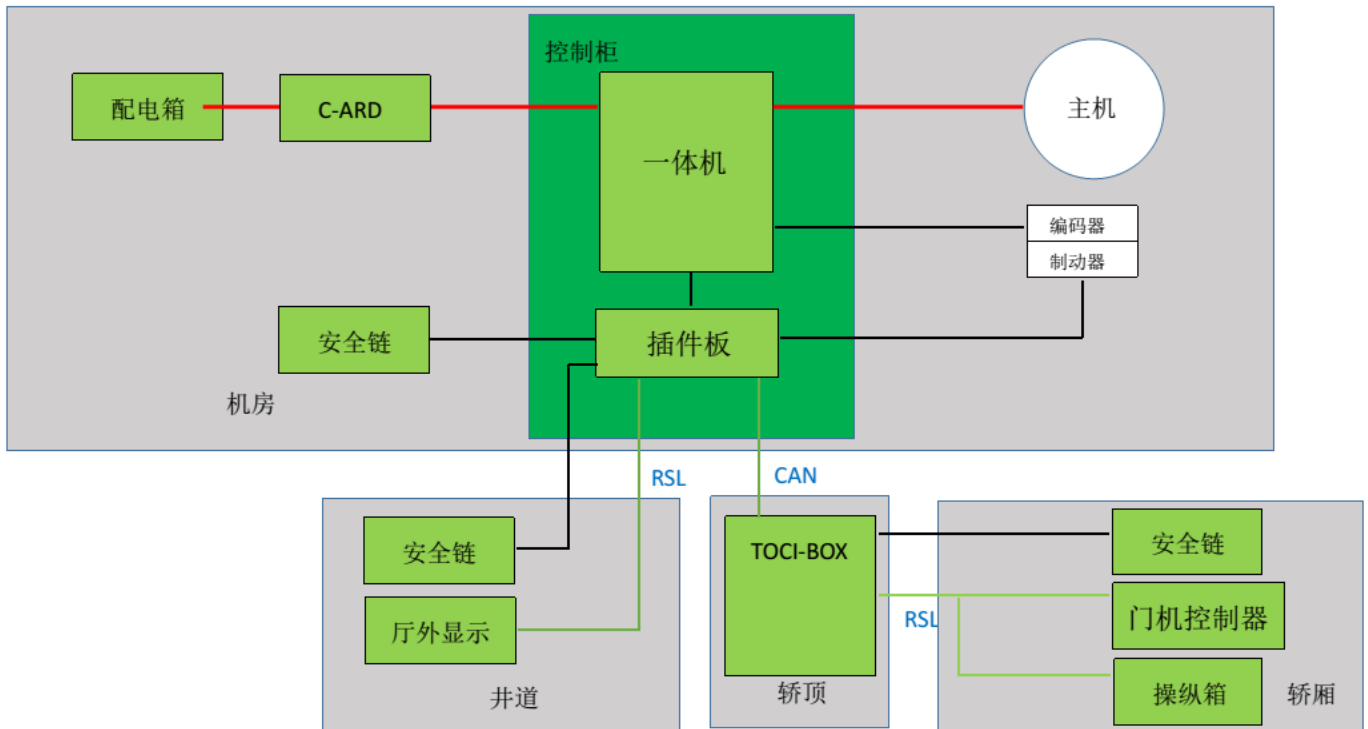 控制柜
配电箱
C-ARD
一体机
主机
编码器
制动器
安全链
插件板
机房
RSL
CAN
安全链
厅外显示
井道
TOCI-BOX
轿顶
RSL
安全链
门机控制器
操纵箱
轿厢